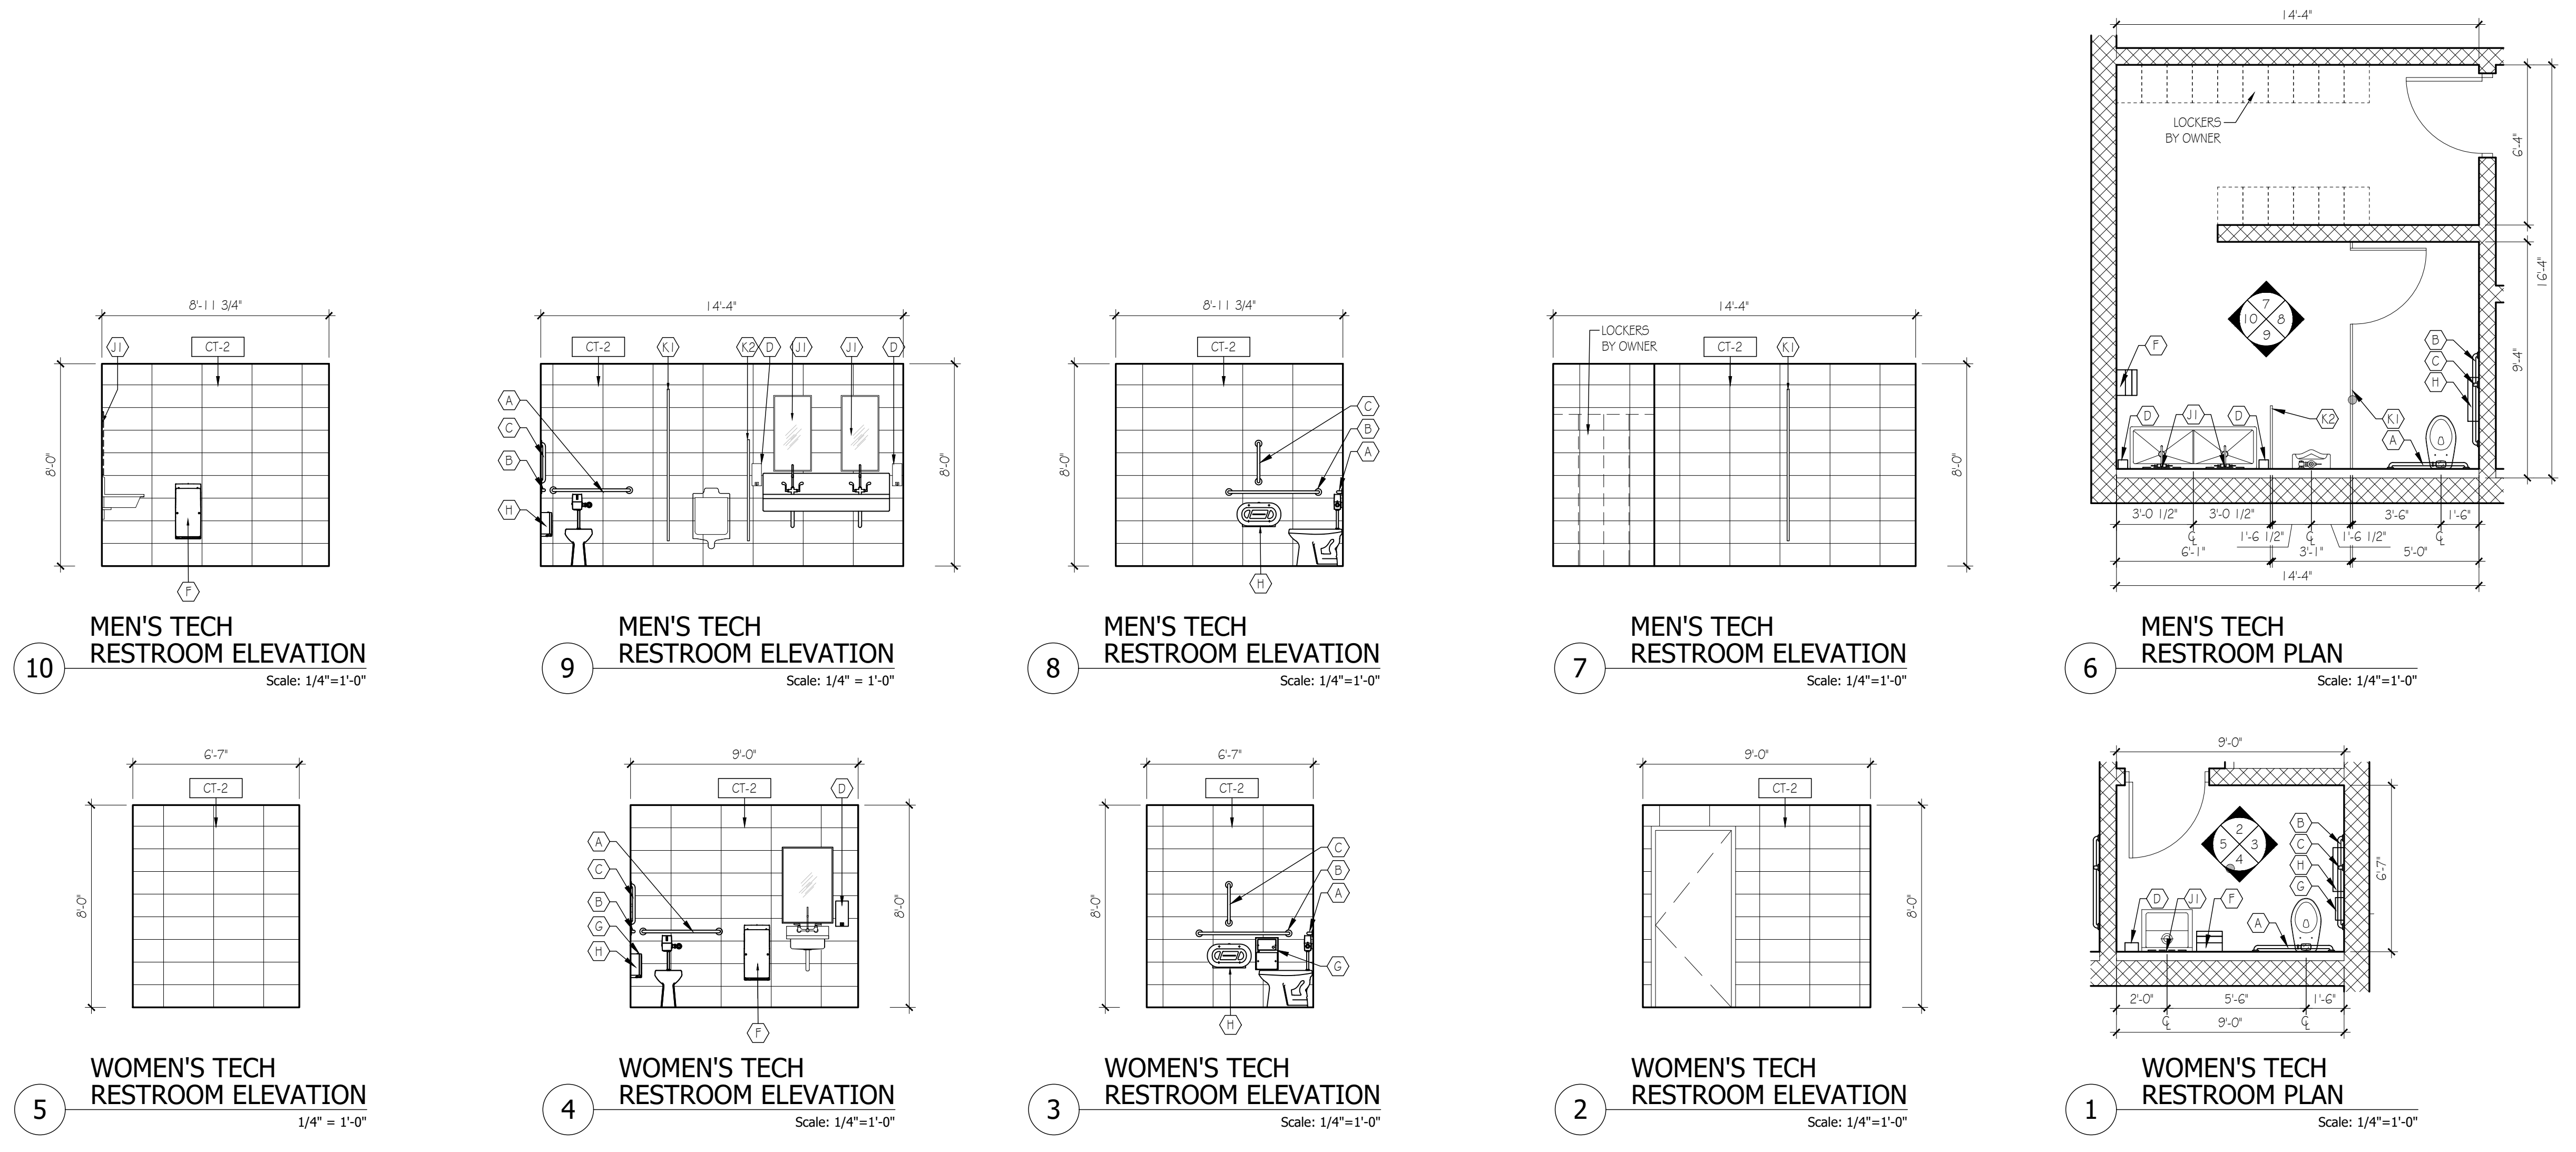 8'-11 3/4"
J1
CT-2
8'-0"
F
10
MEN'S TECH
RESTROOM ELEVATION
Scale: 1/4"=1'-0"
14'-4"
CT-2
K1
K2
D
J1
J1
D
A
C
B
H
8'-0"
9
MEN'S TECH
RESTROOM ELEVATION
Scale: 1/4" = 1'-0"
8'-11 3/4"
CT-2
8'-0"
C
B
A
H
8
MEN'S TECH
RESTROOM ELEVATION
Scale: 1/4"=1'-0"
14'-4"
LOCKERS
BY OWNER
CT-2
K1
8'-0"
7
MEN'S TECH
RESTROOM ELEVATION
Scale: 1/4"=1'-0"
14'-4"
LOCKERS
BY OWNER
6'-4"
16'-4"
9'-4"
7
10
8
9
F
B
C
H
D
J1
D
K2
K1
A
3'-0 1/2"
3'-0 1/2"
3'-6"
1'-6"
℄
1'-6 1/2"
℄
1'-6 1/2"
℄
6'-1"
3'-1"
5'-0"
14'-4"
6
MEN'S TECH
RESTROOM PLAN
Scale: 1/4"=1'-0"
6'-7"
CT-2
8'-0"
5
WOMEN'S TECH
RESTROOM ELEVATION
1/4" = 1'-0"
9'-0"
CT-2
D
A
C
B
G
H
8'-0"
F
4
WOMEN'S TECH
RESTROOM ELEVATION
Scale: 1/4"=1'-0"
6'-7"
CT-2
8'-0"
C
B
A
G
H
3
WOMEN'S TECH
RESTROOM ELEVATION
Scale: 1/4"=1'-0"
9'-0"
CT-2
8'-0"
2
WOMEN'S TECH
RESTROOM ELEVATION
Scale: 1/4"=1'-0"
9'-0"
2
5
3
4
B
C
H
G
6'-7"
D
J1
F
A
2'-0"
5'-6"
1'-6"
℄
9'-0"
℄
1
WOMEN'S TECH
RESTROOM PLAN
Scale: 1/4"=1'-0"